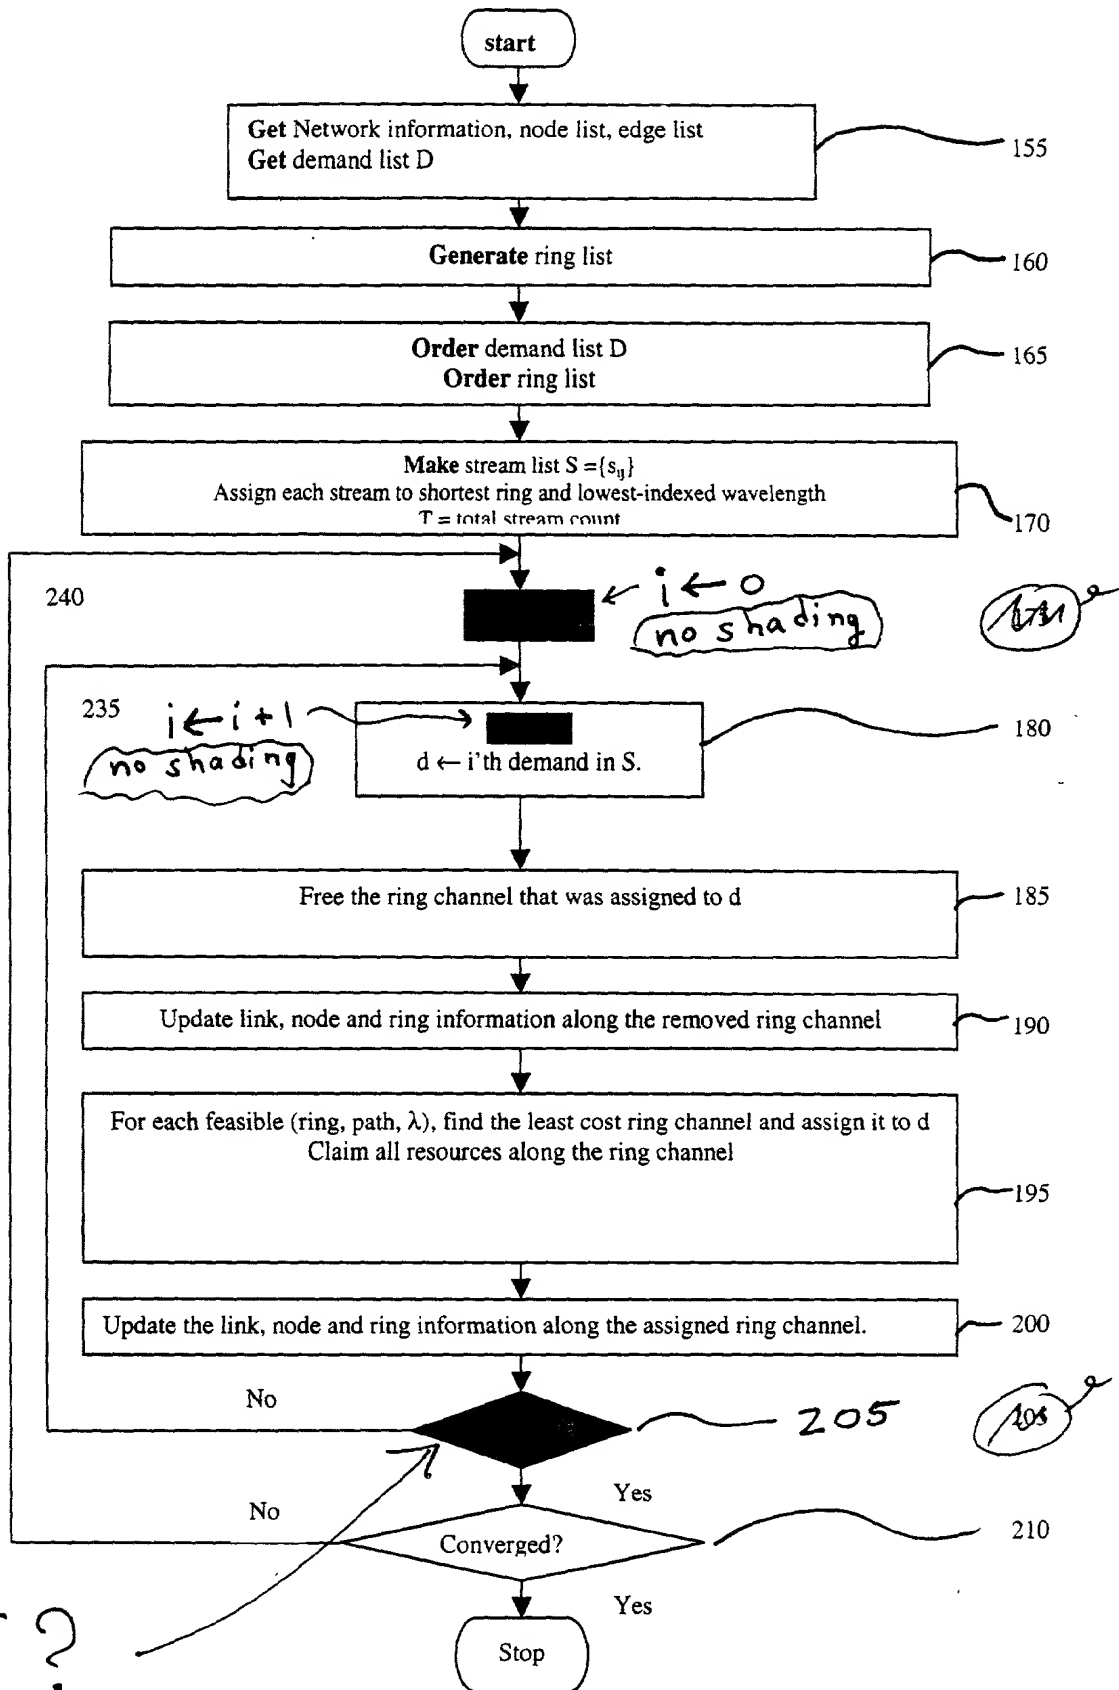 start
Get Network information, node list, edge list
Get demand list D
155
Generate ring list
160
Order demand list D
Order ring list
165
Make stream list S ={sij}
Assign each stream to shortest ring and lowest-indexed wavelength
T = total stream count
170
240
i ← 0
no shading
235
i ← i + 1
no shading
d ← i'th demand in S.
180
Free the ring channel that was assigned to d
185
Update link, node and ring information along the removed ring channel
190
For each feasible (ring, path, λ), find the least cost ring channel and assign it to d
Claim all resources along the ring channel
195
Update the link, node and ring information along the assigned ring channel.
200
No
205
205
Yes
No
Converged?
210
Yes
?
Stop